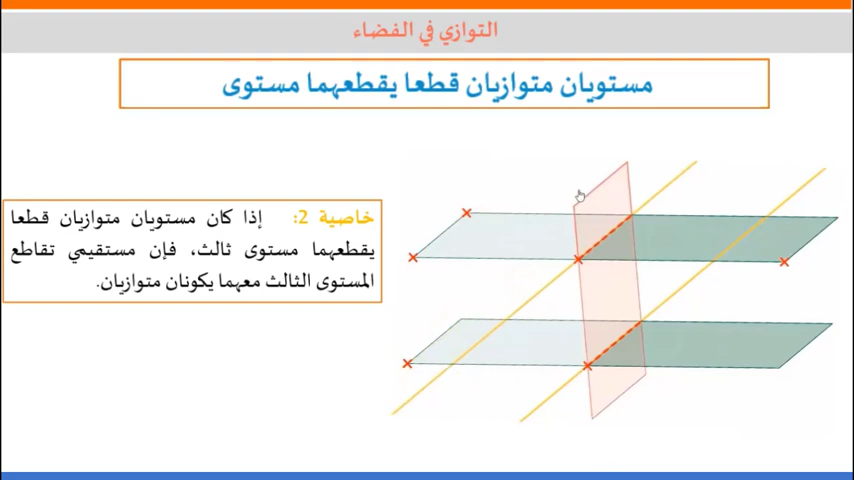 التوازي في الفضاء
مستويان متوازيان قطعا يقطعهما مستوى
خاصية 2: إذا كان مستويان متوازيان قطعا
يقطعهما مستوى ثالث، فإن مستقيمي تقاطع
المستوى الثالث معهما يكونان متوازيان.